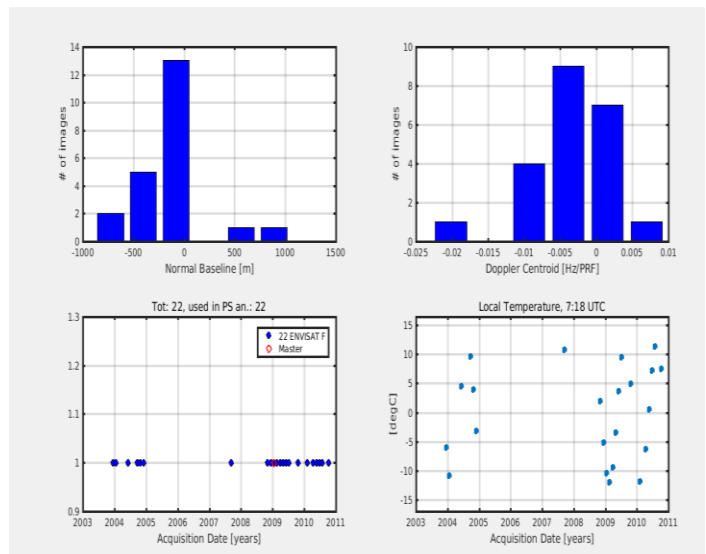 14
12
10
8
6
4
2
0
# of images
-1000 -500 0 500 1000 1500
Normal Baseline [m]
10
8
6
4
2
0
# of images
-0.025 -0.02 -0.015 -0.01 -0.005 0 0.005 0.01
Doppler Centroid [Hz/PRF]
Tot: 22, used in PS an.: 22
1.3
1.2
1.1
1
0.9
22 ENVISAT F
Master
2003 2004 2005 2006 2007 2008 2009 2010 2011
Acquisition Date [years]
Local Temperature, 7:18 UTC
15
10
5
0
-5
-10
-15
[degC]
2003 2004 2005 2006 2007 2008 2009 2010 2011
Acquisition Date [years]